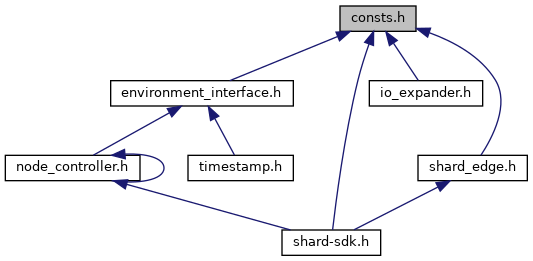 consts.h
environment_interface.h
io_expander.h
node_controller.h
timestamp.h
shard_edge.h
shard-sdk.h